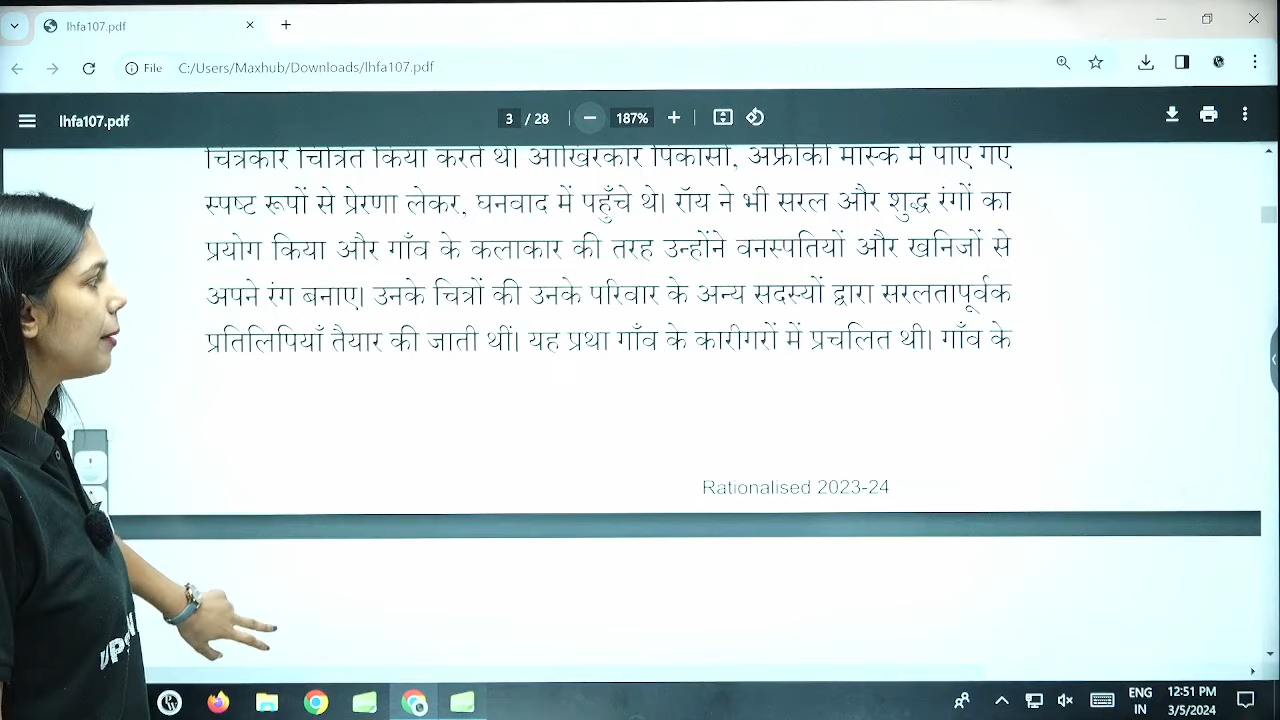 lhfa107.pdf
File C:/Users/Maxhub/Downloads/lhfa107.pdf
lhfa107.pdf 3 / 28 187%
चित्रकार चित्रित किया करते थे। आखिरकार पिकासो, अफ्रीकी मास्क में पाए गए
स्पष्ट रूपों से प्रेरणा लेकर, घनवाद में पहुँचे थे। रॉय ने भी सरल और शुद्ध रंगों का
प्रयोग किया और गाँव के कलाकार की तरह उन्होंने वनस्पतियों और खनिजों से
अपने रंग बनाए। उनके चित्रों की उनके परिवार के अन्य सदस्यों द्वारा सरलतापूर्वक
प्रतिलिपियाँ तैयार की जाती थीं। यह प्रथा गाँव के कारीगरों में प्रचलित थी। गाँव के
Rationalised 2023-24
ENG 12:51 PM
IN 3/5/2024